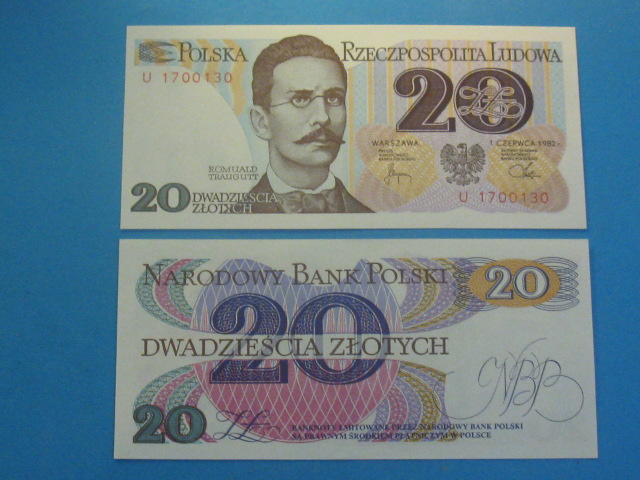 POLSKA RZECZPOSPOLITA LUDOWA
U 1700130
20
WARSZAWA 1 CZERWCA 1982 r.
ROMUALD
TRAUGUTT
20 DWADZIEŚCIA
ZŁOTYCH
U 1700130
NARODOWY BANK POLSKI 20
20
DWADZIEŚCIA ZŁOTYCH
NBP
20
BANKNOTY EMITOWANE PRZEZ NARODOWY BANK POLSKI
SĄ PRAWNYM ŚRODKIEM PŁATNICZYM W POLSCE